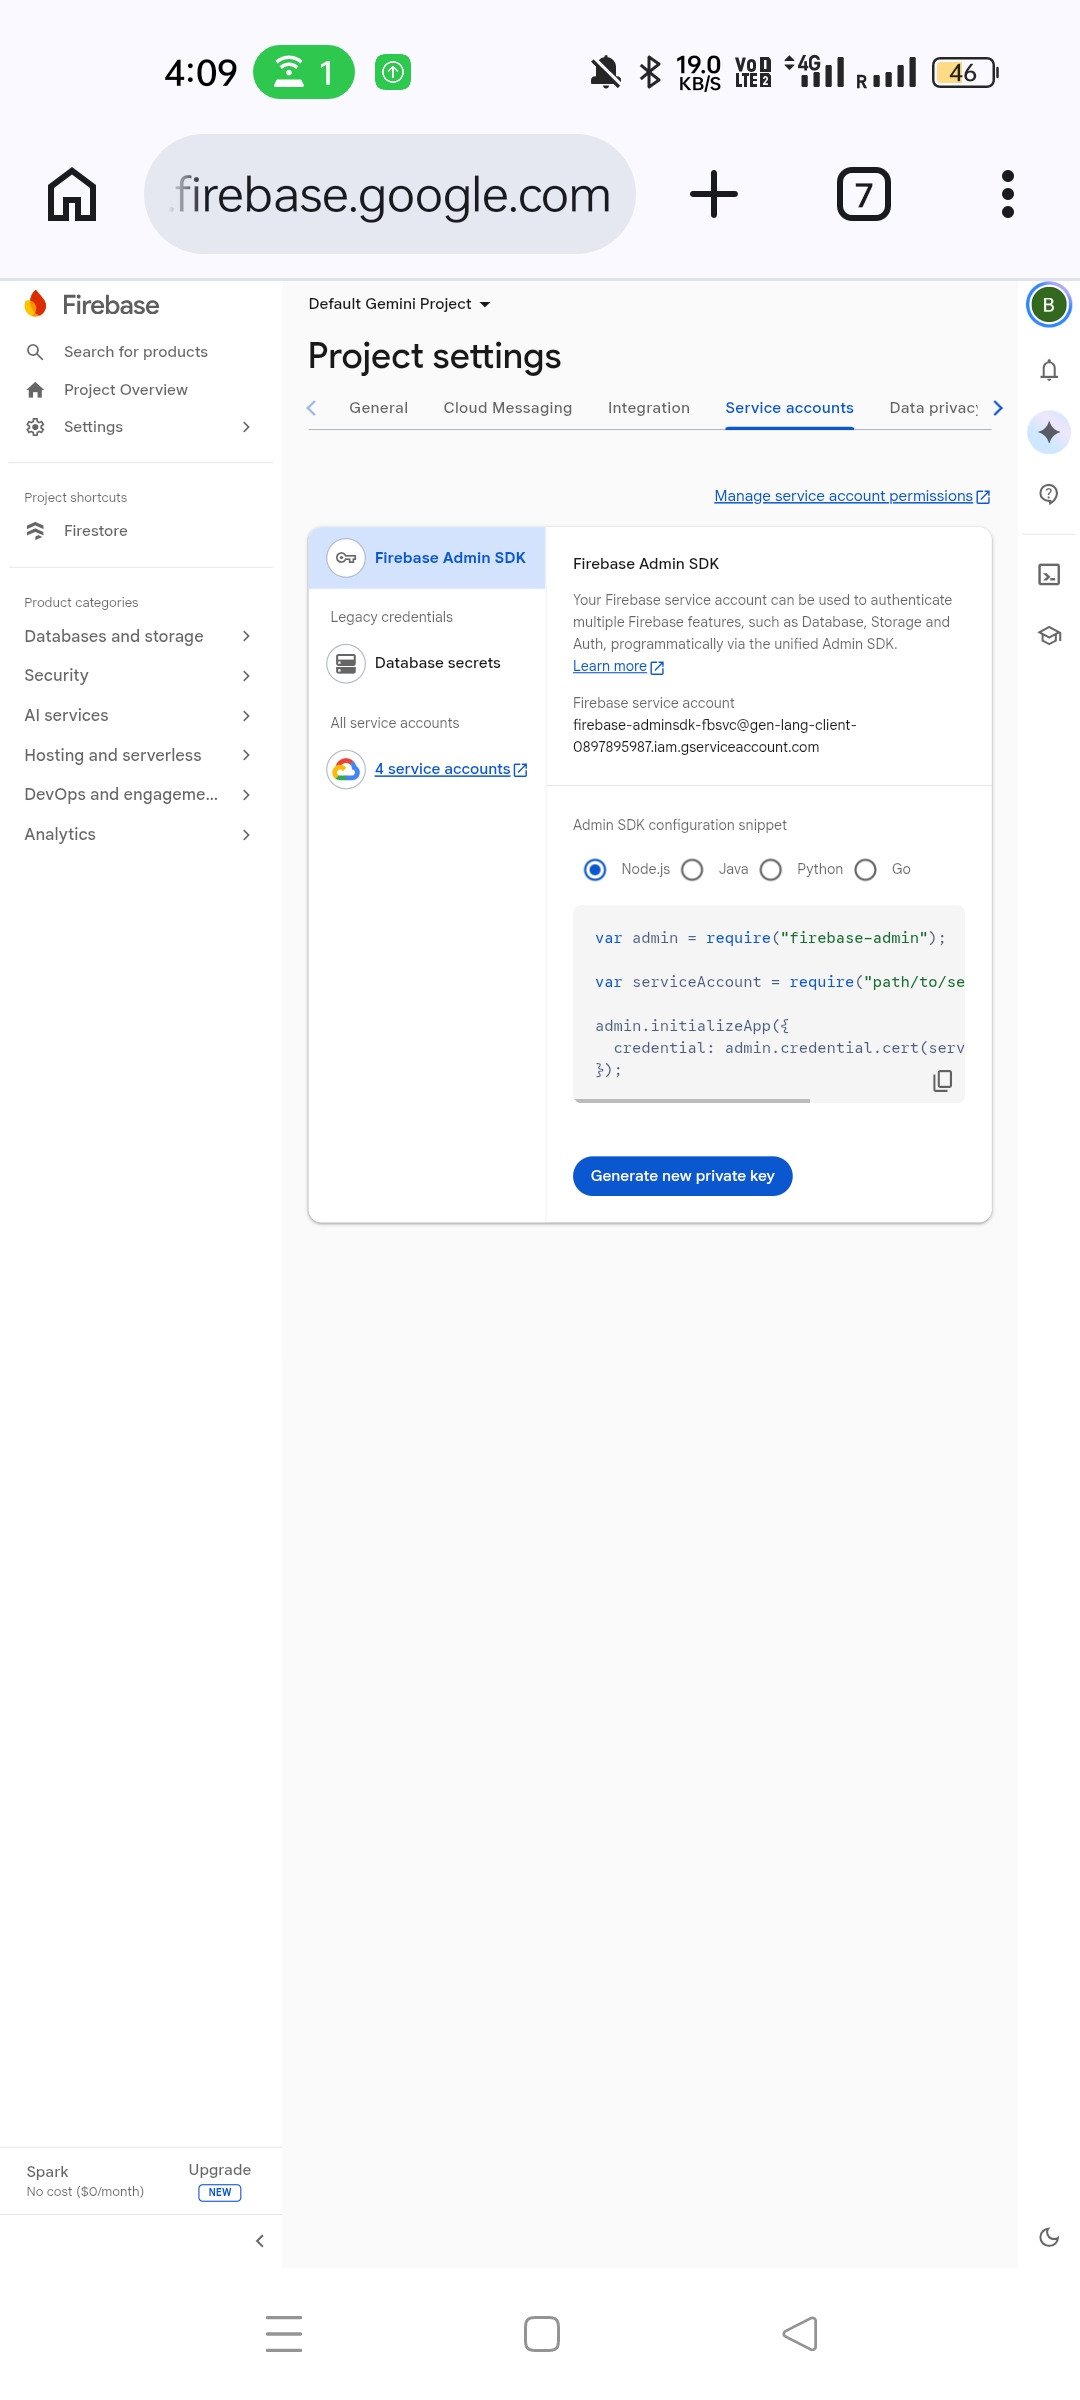 4:09
1
19.0
KB/S
Vo 1
LTE 2
4G
R
46
.firebase.google.com
7
Firebase
Search for products
Project Overview
Settings
Project shortcuts
Firestore
Product categories
Databases and storage
Security
AI services
Hosting and serverless
DevOps and engageme...
Analytics
Default Gemini Project
B
Project settings
General
Cloud Messaging
Integration
Service accounts
Data privacy
Manage service account permissions
Firebase Admin SDK
Legacy credentials
Database secrets
All service accounts
4 service accounts
Firebase Admin SDK
Your Firebase service account can be used to authenticate
multiple Firebase features, such as Database, Storage and
Auth, programmatically via the unified Admin SDK.
Learn more
Firebase service account
firebase-adminsdk-fbsvc@gen-lang-client-
0897895987.iam.gserviceaccount.com
Admin SDK configuration snippet
Node.js
Java
Python
Go
var admin = require("firebase-admin");
var serviceAccount = require("path/to/se
admin.initializeApp({
credential: admin.credential.cert(serv
});
Generate new private key
Spark
No cost ($0/month)
Upgrade
NEW